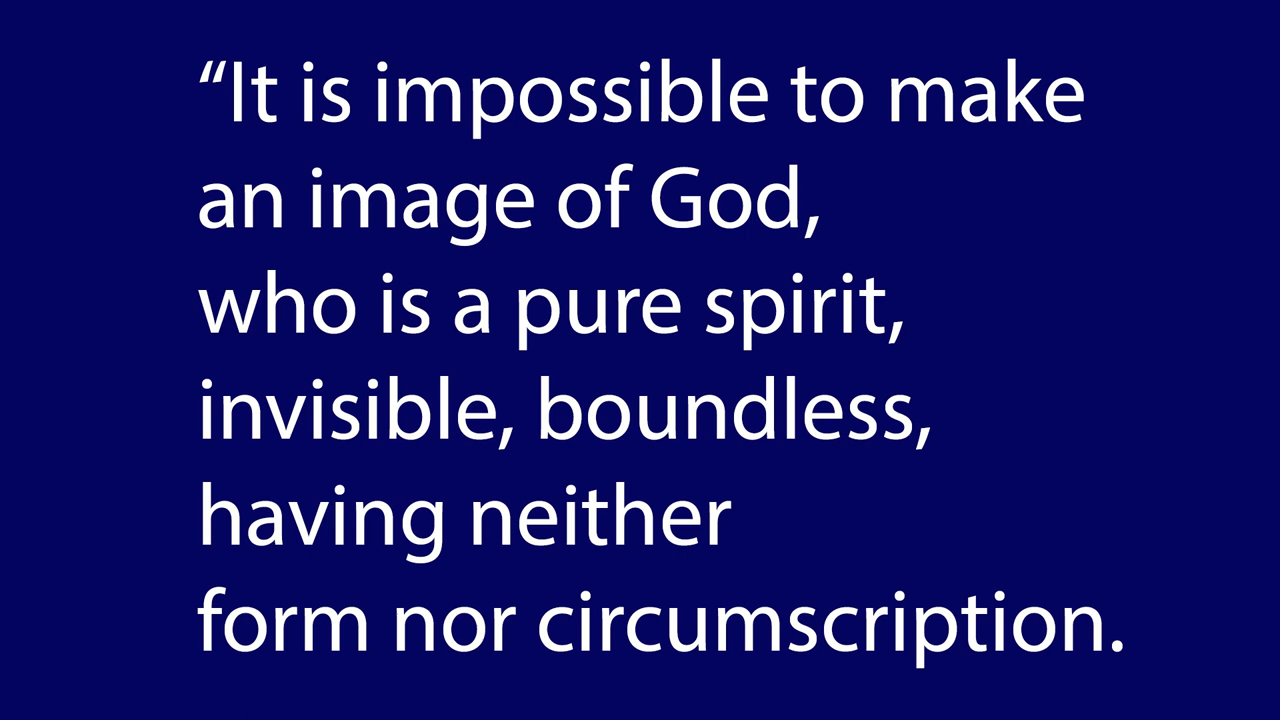 “It is impossible to make
an image of God,
who is a pure spirit,
invisible, boundless,
having neither
form nor circumscription.